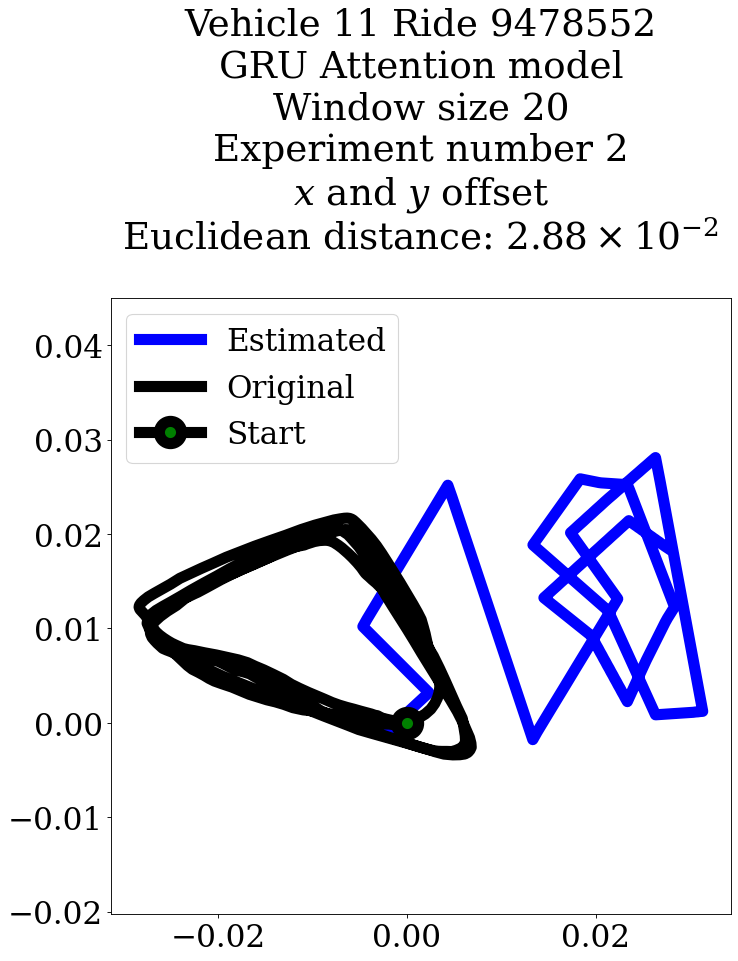 Vehicle 11 Ride 9478552
GRU Attention model
Window size 20
Experiment number 2
x and y offset
Euclidean distance: 2.88 × 10⁻²
Estimated
Original
Start
0.04
0.03
0.02
0.01
0.00
−0.01
−0.02
−0.02
0.00
0.02